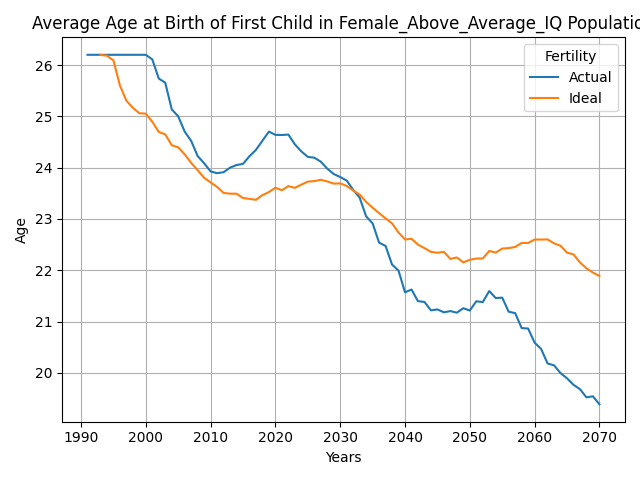 Average Age at Birth of First Child in Female_Above_Average_IQ Populatio
Fertility
Actual
Ideal
26
25
24
23
22
21
20
Age
1990 2000 2010 2020 2030 2040 2050 2060 2070
Years